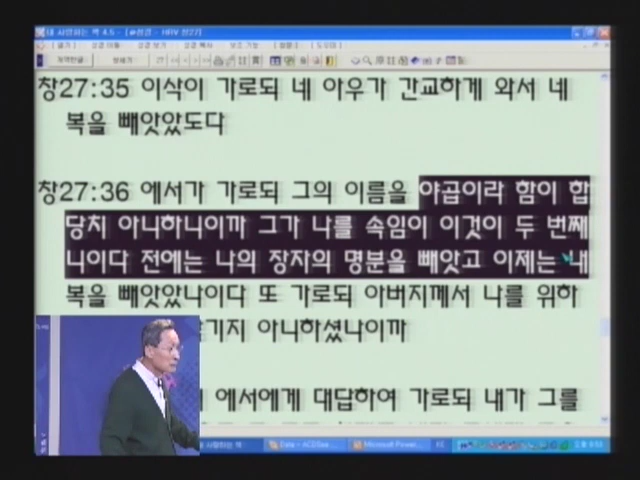 창27:35 이삭이 가로되 네 아우가 간교하게 와서 네
복을 빼앗았도다
창27:36 에서가 가로되 그의 이름을 야곱이라 함이 합
당치 아니하니이까 그가 나를 속임이 이것이 두 번째
니이다 전에는 나의 장자의 명분을 빼앗고 이제는 내
복을 빼앗았나이다 또 가로되 아버지께서 나를 위하
기지 아니하셨나이까
에서에게 대답하여 가로되 내가 그를
Microsoft Power...